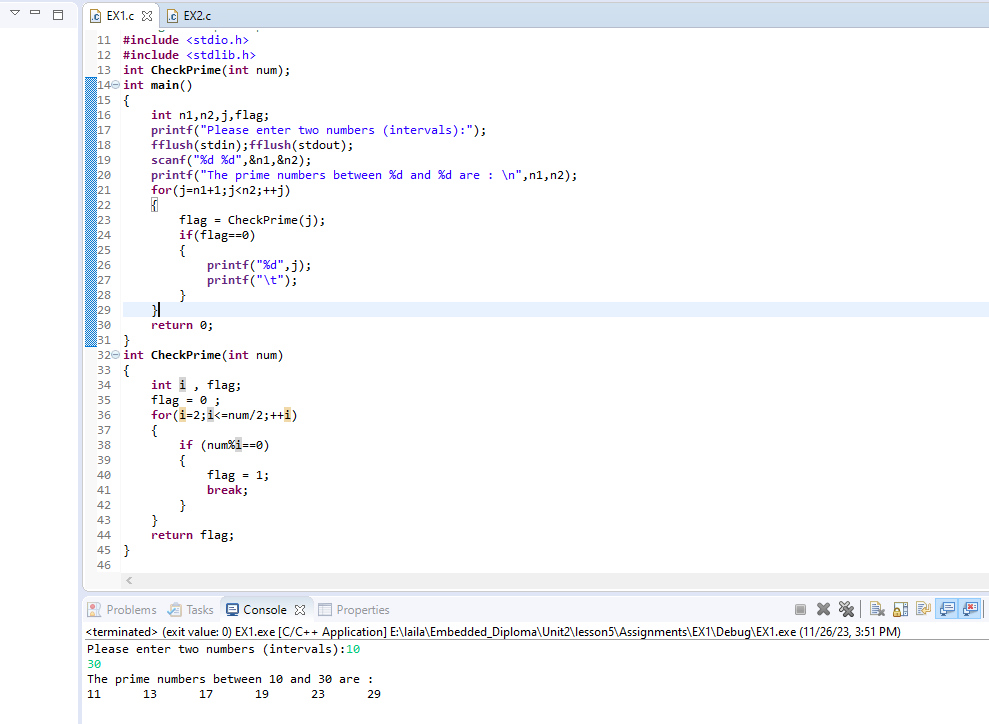 EX1.c EX2.c
11 #include <stdio.h>
12 #include <stdlib.h>
13 int CheckPrime(int num);
14 int main()
15 {
16 int n1,n2,j,flag;
17 printf("Please enter two numbers (intervals):");
18 fflush(stdin);fflush(stdout);
19 scanf("%d %d",&n1,&n2);
20 printf("The prime numbers between %d and %d are : \n",n1,n2);
21 for(j=n1+1;j<n2;++j)
22 {
23 flag = CheckPrime(j);
24 if(flag==0)
25 {
26 printf("%d",j);
27 printf("\t");
28 }
29 }
30 return 0;
31 }
32 int CheckPrime(int num)
33 {
34 int i , flag;
35 flag = 0 ;
36 for(i=2;i<=num/2;++i)
37 {
38 if (num%i==0)
39 {
40 flag = 1;
41 break;
42 }
43 }
44 return flag;
45 }
46
Problems Tasks Console Properties
<terminated> (exit value: 0) EX1.exe [C/C++ Application] E:\laila\Embedded_Diploma\Unit2\lesson5\Assignments\EX1\Debug\EX1.exe (11/26/23, 3:51 PM)
Please enter two numbers (intervals):10
30
The prime numbers between 10 and 30 are :
11 13 17 19 23 29